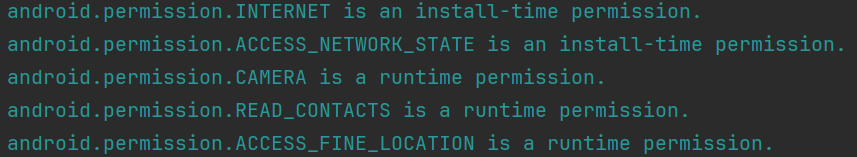 android.permission.INTERNET is an install-time permission.
android.permission.ACCESS_NETWORK_STATE is an install-time permission.
android.permission.CAMERA is a runtime permission.
android.permission.READ_CONTACTS is a runtime permission.
android.permission.ACCESS_FINE_LOCATION is a runtime permission.